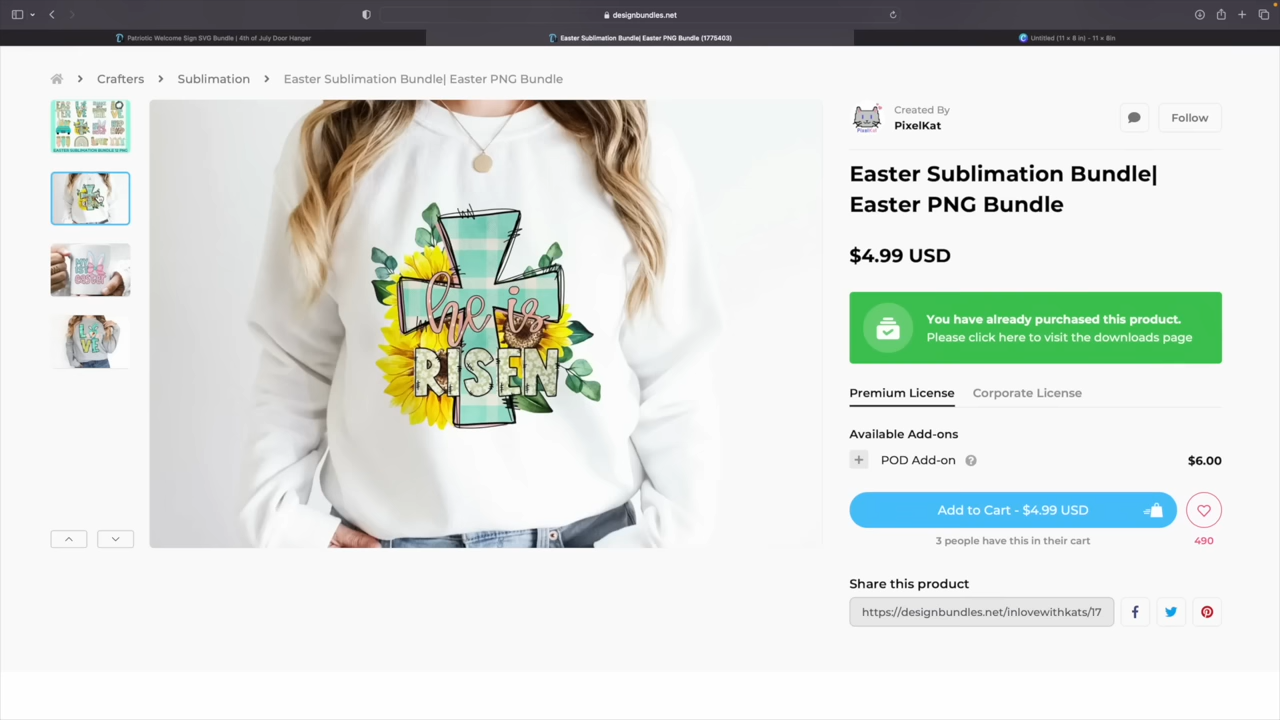 designbundles.net
Patriotic Welcome Sign SVG Bundle | 4th of July Door Hanger
Easter Sublimation Bundle| Easter PNG Bundle (1775403)
Untitled (11 × 8 in) - 11 × 8in
Crafters
Sublimation
Easter Sublimation Bundle| Easter PNG Bundle
EASTER SUBLIMATION BUNDLE
LOVE
he is
RISEN
PixelKat
Created By
PixelKat
Follow
Easter Sublimation Bundle|
Easter PNG Bundle
$4.99 USD
You have already purchased this product.
Please click here to visit the downloads page
Premium License
Corporate License
Available Add-ons
POD Add-on
?
$6.00
Add to Cart - $4.99 USD
490
3 people have this in their cart
Share this product
https://designbundles.net/inlovewithkats/17